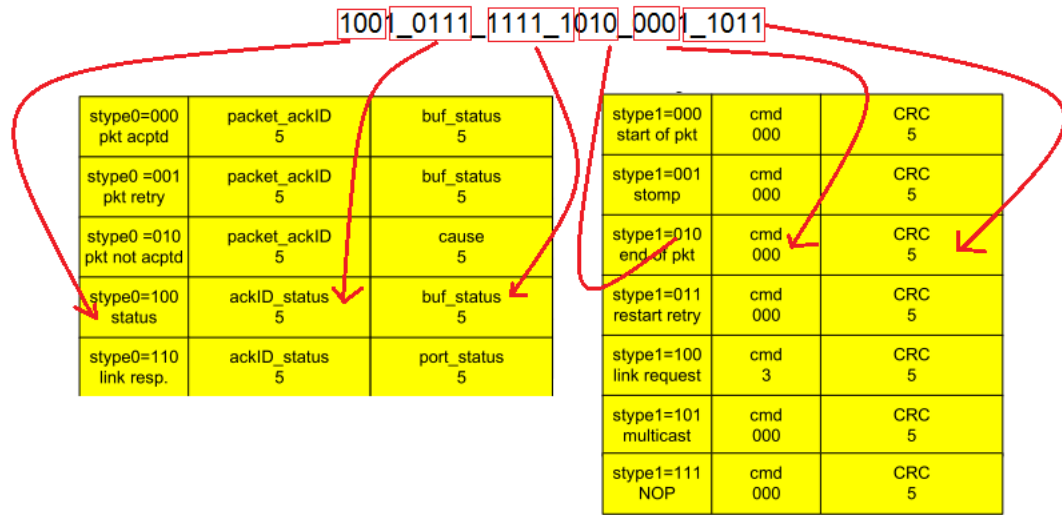 1001_0111_1111_1010_0001_1011
stype0=000 packet_ackID buf_status
pkt acptd 5 5
stype0 =001 packet_ackID buf_status
pkt retry 5 5
stype0 =010 packet_ackID cause
pkt not acptd 5 5
stype0=100 ackID_status buf_status
status 5 5
stype0=110 ackID_status port_status
link resp. 5 5
stype1=000 cmd CRC
start of pkt 000 5
stype1=001 cmd CRC
stomp 000 5
stype1=010 cmd CRC
end of pkt 000 5
stype1=011 cmd CRC
restart retry 000 5
stype1=100 cmd CRC
link request 3 5
stype1=101 cmd CRC
multicast 000 5
stype1=111 cmd CRC
NOP 000 5